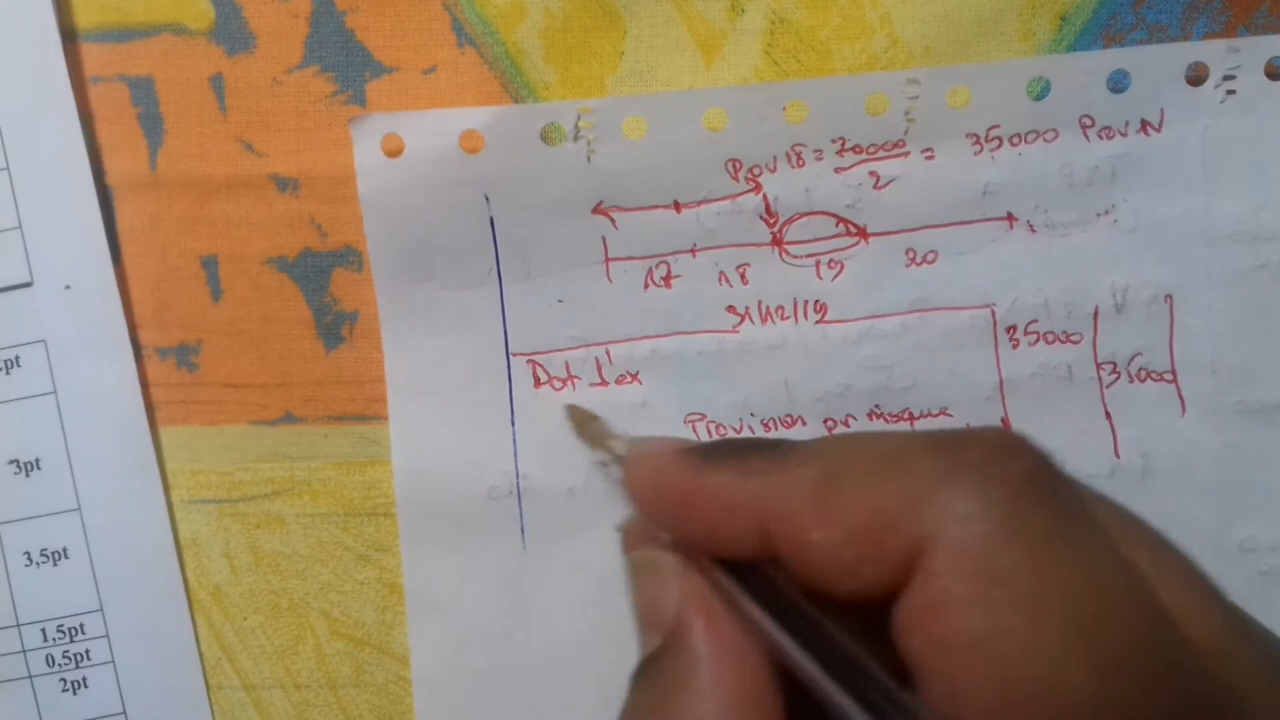 Prov 18 = 70000 / 2 = 35000 Prov N
17 18 19 20
31/12/19
Dot d'ex 35000
Provision pr risque 35000
pt
3pt
3,5pt
1,5pt
0,5pt
2pt